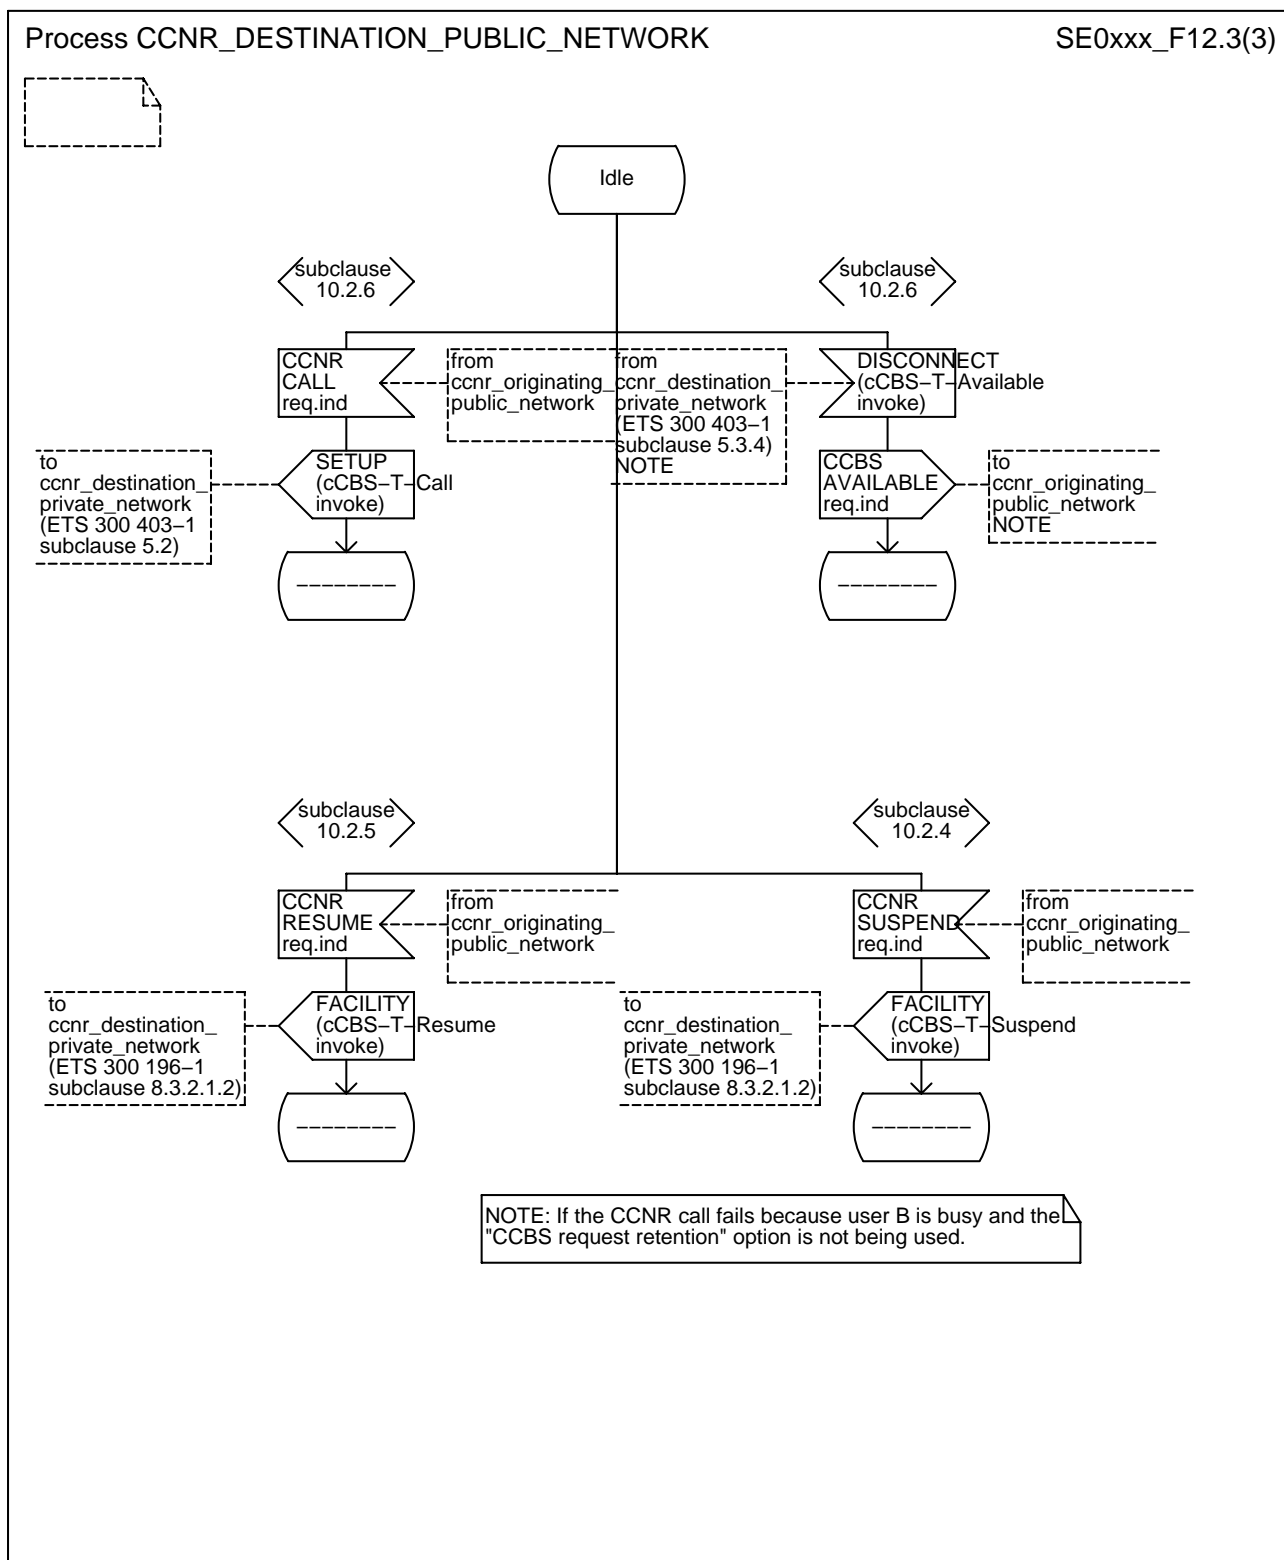 Process CCNR_DESTINATION_PUBLIC_NETWORK
SE0xxx_F12.3(3)
Idle
subclause
10.2.6
subclause
10.2.6
CCNR
CALL
req.ind
from
ccnr_originating_
public_network
from
ccnr_destination_
private_network
(ETS 300 403–1
subclause 5.3.4)
NOTE
DISCONNECT
(cCBS–T–Available
invoke)
to
ccnr_destination_
private_network
(ETS 300 403–1
subclause 5.2)
SETUP
(cCBS–T–Call
invoke)
CCBS
AVAILABLE
req.ind
to
ccnr_originating_
public_network
NOTE
––––––––
––––––––
subclause
10.2.5
subclause
10.2.4
CCNR
RESUME
req.ind
from
ccnr_originating_
public_network
CCNR
SUSPEND
req.ind
from
ccnr_originating_
public_network
to
ccnr_destination_
private_network
(ETS 300 196–1
subclause 8.3.2.1.2)
FACILITY
(cCBS–T–Resume
invoke)
to
ccnr_destination_
private_network
(ETS 300 196–1
subclause 8.3.2.1.2)
FACILITY
(cCBS–T–Suspend
invoke)
––––––––
––––––––
NOTE: If the CCNR call fails because user B is busy and the
"CCBS request retention" option is not being used.